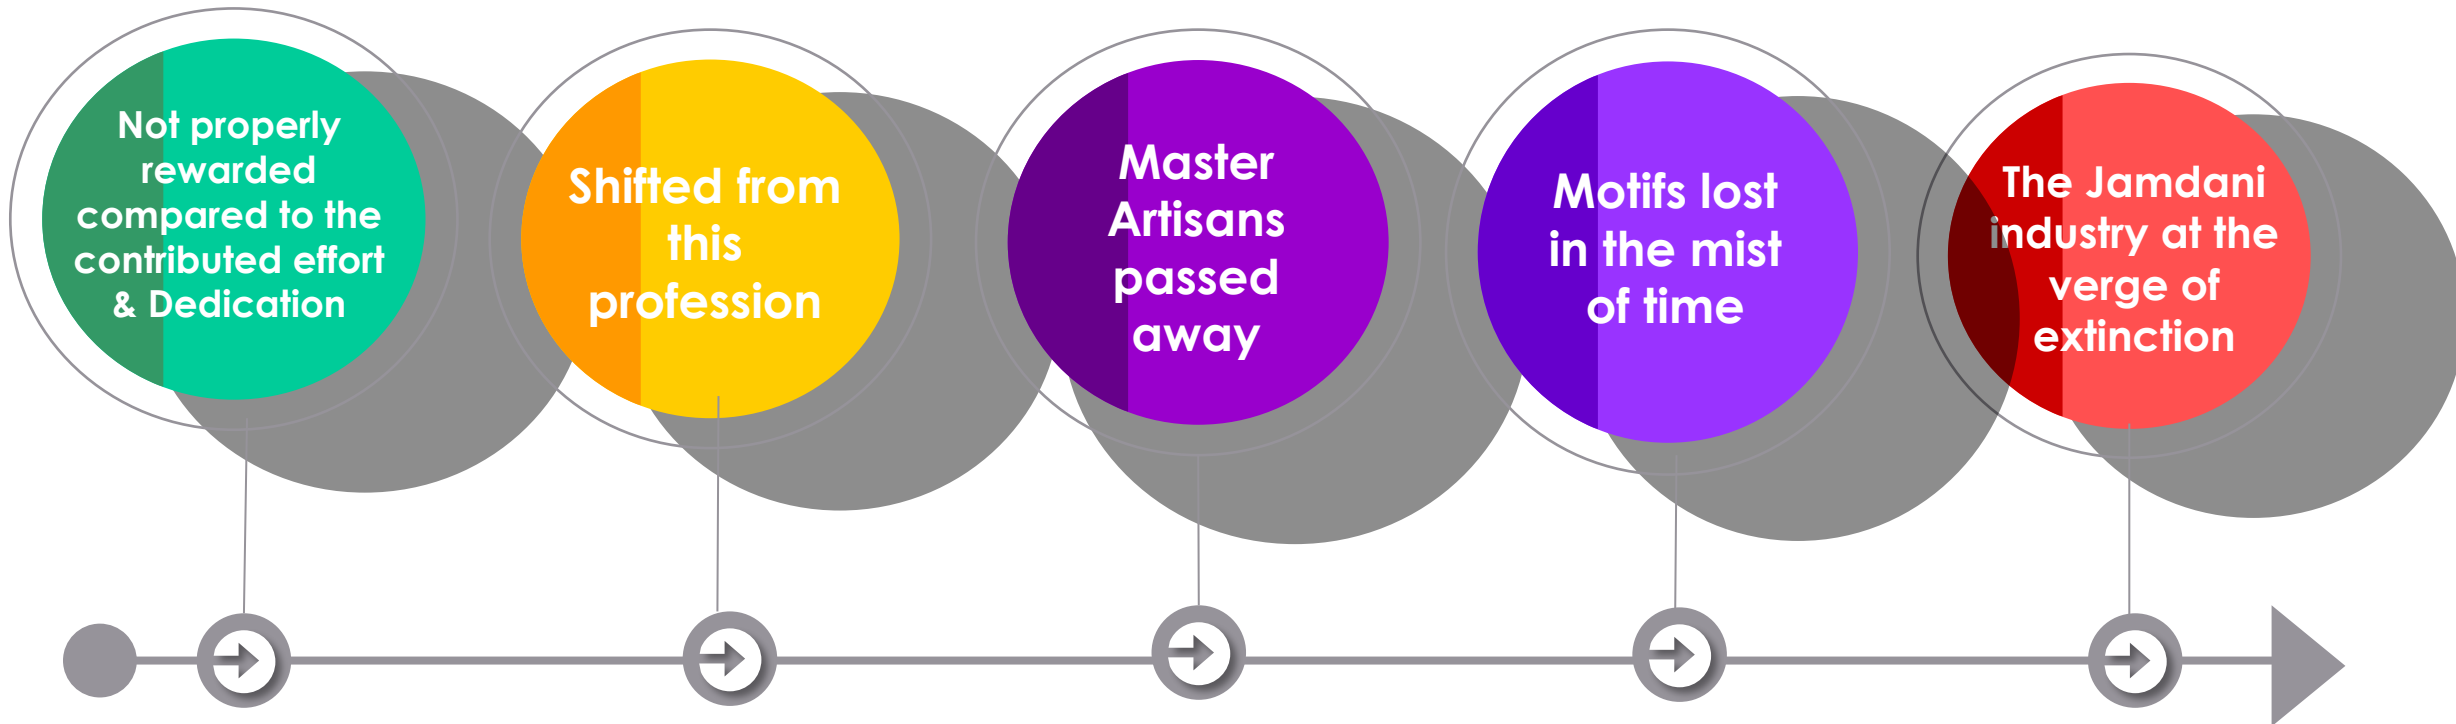 Not properly
rewarded
compared to the
contributed effort
& Dedication
Shifted from
this
profession
Master
Artisans
passed
away
Motifs lost
in the mist
of time
The Jamdani
industry at the
verge of
extinction